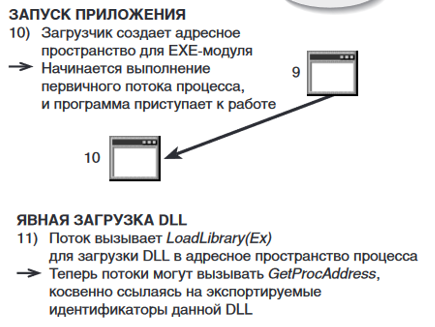 ЗАПУСК ПРИЛОЖЕНИЯ
10) Загрузчик создает адресное
пространство для EXE-модуля
→ Начинается выполнение
первичного потока процесса,
и программа приступает к работе
9
10
ЯВНАЯ ЗАГРУЗКА DLL
11) Поток вызывает LoadLibrary(Ex)
для загрузки DLL в адресное пространство процесса
→ Теперь потоки могут вызывать GetProcAddress,
косвенно ссылаясь на экспортируемые
идентификаторы данной DLL